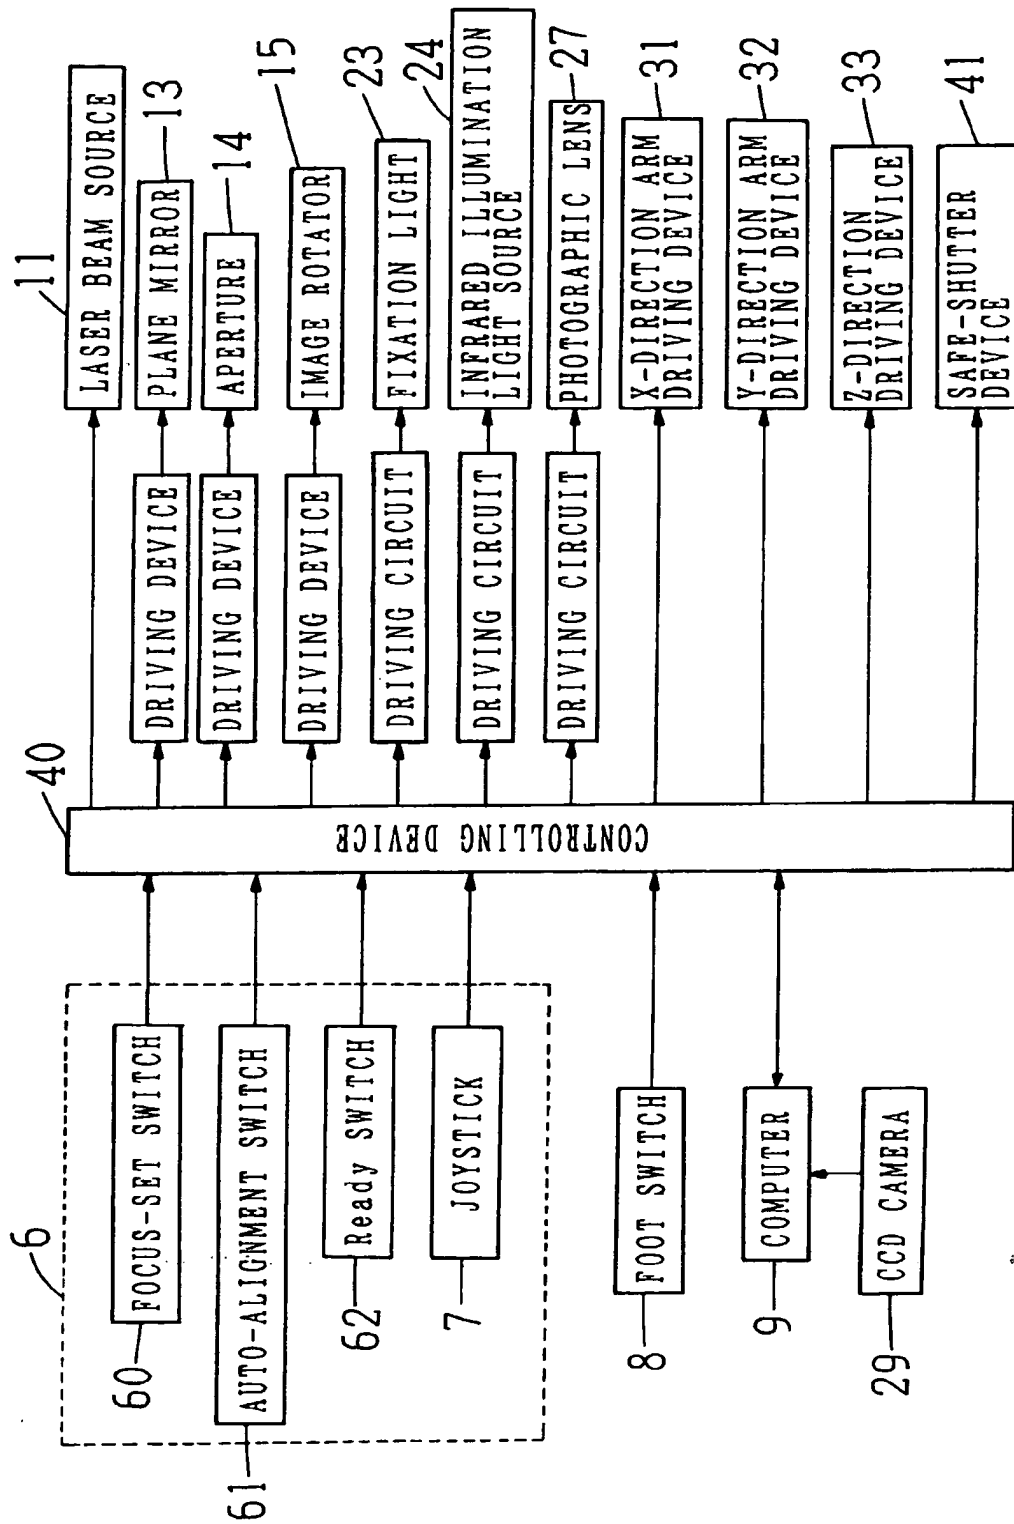 6
60
FOCUS-SET SWITCH
61
AUTO-ALIGNMENT SWITCH
62
Ready SWITCH
7
JOYSTICK
8
FOOT SWITCH
9
COMPUTER
29
CCD CAMERA
40
CONTROLLING DEVICE
11
LASER BEAM SOURCE
DRIVING DEVICE
PLANE MIRROR
13
DRIVING DEVICE
APERTURE
14
DRIVING DEVICE
IMAGE ROTATOR
15
DRIVING CIRCUIT
FIXATION LIGHT
23
DRIVING CIRCUIT
INFRARED ILLUMINATION
LIGHT SOURCE
24
DRIVING CIRCUIT
PHOTOGRAPHIC LENS
27
X-DIRECTION ARM
DRIVING DEVICE
31
Y-DIRECTION ARM
DRIVING DEVICE
32
Z-DIRECTION
DRIVING DEVICE
33
SAFE-SHUTTER
DEVICE
41